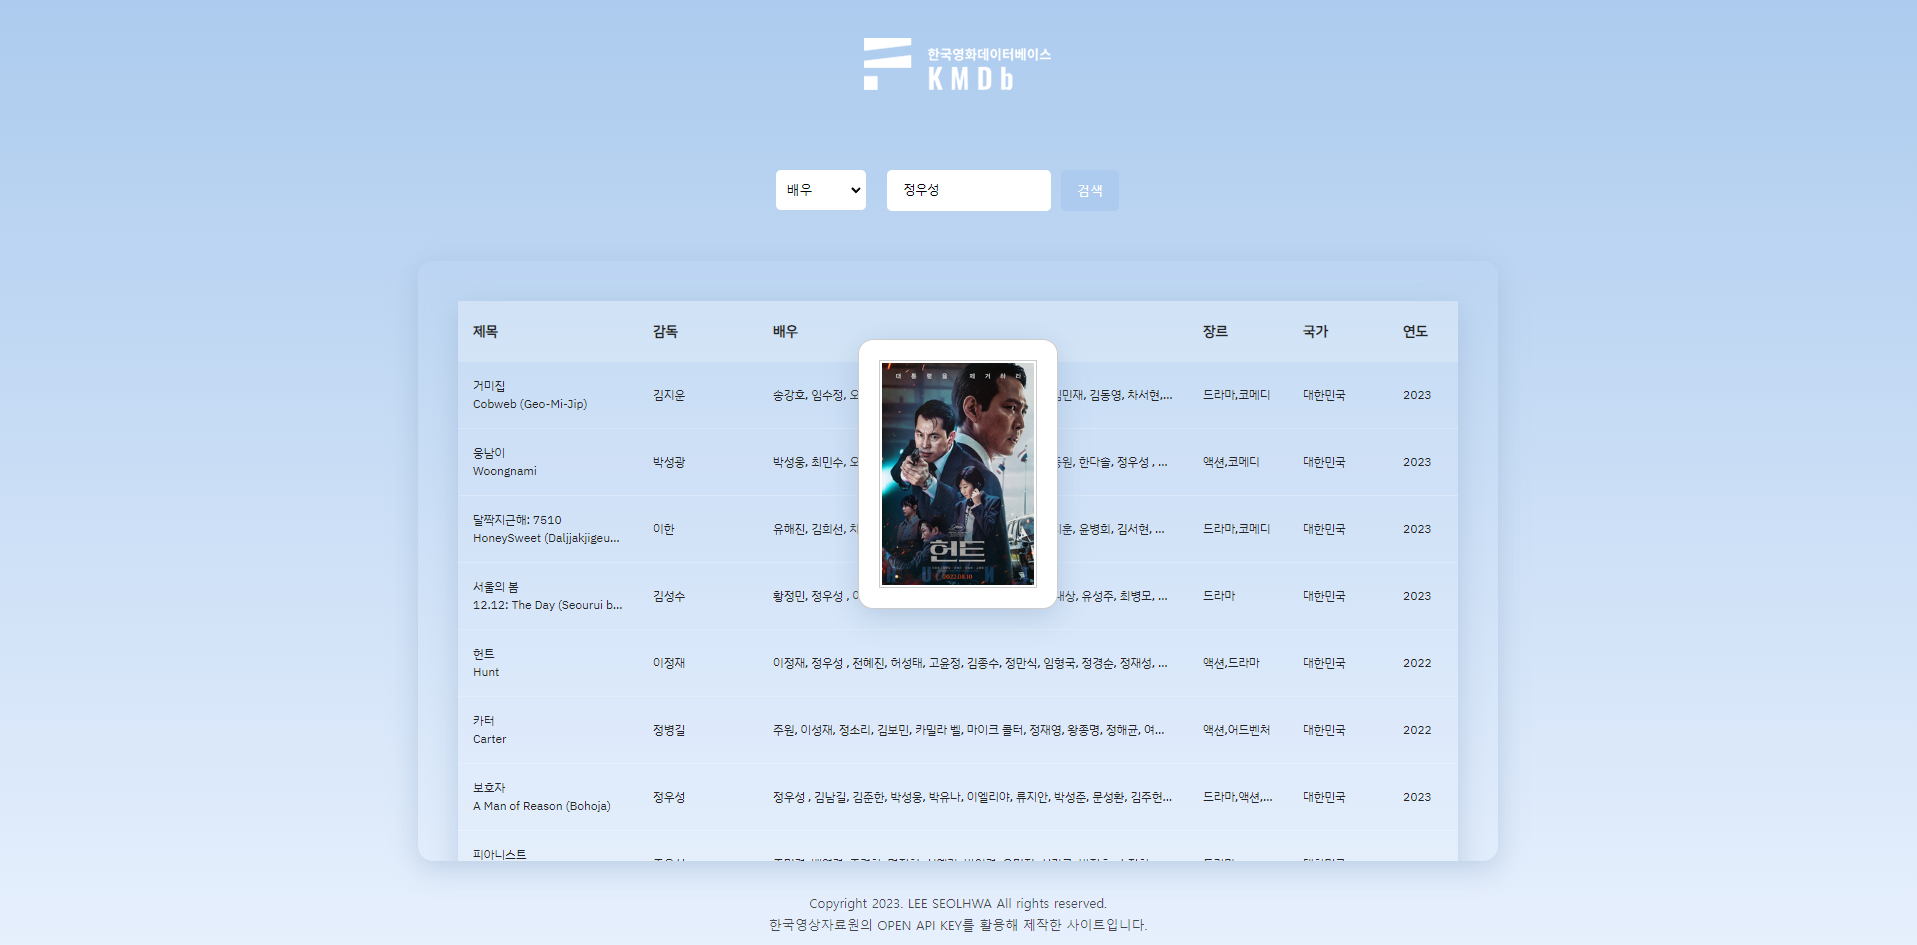 한국영화데이터베이스
KMDb
배우 정우성 검색
제목 감독 배우 장르 국가 연도
거미집
Cobweb (Geo-Mi-Jip)
김지운 송강호, 임수정, 김민재, 김동영, 차서현,... 드라마,코메디 대한민국 2023
웅남이
Woongnami
박성광 박성웅, 최민수, 한다솔, 정우성 , ... 액션,코메디 대한민국 2023
달짝지근해: 7510
HoneySweet (Daljjakjigeu...
이한 유해진, 김희선, 윤병희, 김서현, ... 드라마,코메디 대한민국 2023
서울의 봄
12.12: The Day (Seourui b...
김성수 황정민, 정우성 , 유성주, 최병모, ... 드라마 대한민국 2023
대통령을 제거하라
헌트
2022.08.10
헌트
Hunt
이정재 이정재, 정우성 , 전혜진, 허성태, 고윤정, 김종수, 정만식, 임형국, 정경순, 정재성, ... 액션,드라마 대한민국 2022
카터
Carter
정병길 주원, 이성재, 정소리, 김보민, 카밀라 벨, 마이크 콜터, 정재영, 왕종명, 정해균, 여... 액션,어드벤처 대한민국 2022
보호자
A Man of Reason (Bohoja)
정우성 정우성 , 김남길, 김준한, 박성웅, 박유나, 이엘리야, 류지안, 박성준, 문성환, 김주헌... 드라마,액션,... 대한민국 2023
피아니스트
Copyright 2023. LEE SEOLHWA All rights reserved.
한국영상자료원의 OPEN API KEY를 활용해 제작한 사이트입니다.